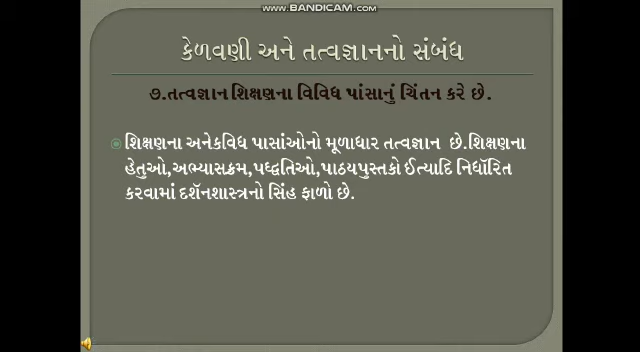 WWW.BANDICAM.COM
કેળવણી અને તત્વજ્ઞાનનો સંબંધ
૭.તત્વજ્ઞાન શિક્ષણના વિવિધ પાંસાનું ચિંતન કરે છે.
શિક્ષણના અનેકવિધ પાસાંઓનો મૂળાધાર તત્વજ્ઞાન છે.શિક્ષણના
હેતુઓ,અભ્યાસક્રમ,પધ્ધતિઓ,પાઠયપુસ્તકો ઈત્યાદિ નિર્ધારિત
કરવામાં દર્શનશાસ્ત્રનો સિંહ ફાળો છે.